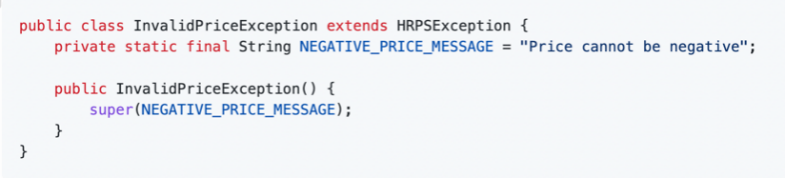 public class InvalidPriceException extends HRPSException {
    private static final String NEGATIVE_PRICE_MESSAGE = "Price cannot be negative";

    public InvalidPriceException() {
        super(NEGATIVE_PRICE_MESSAGE);
    }
}